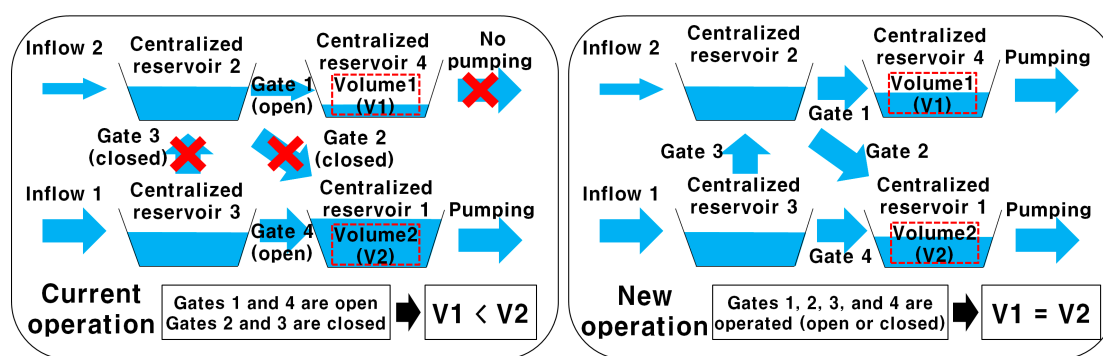 Inflow 2
Centralized
reservoir 2
Centralized
reservoir 4
No
pumping
Gate 1
(open)
Volume1
(V1)
Gate 3
(closed)
Gate 2
(closed)
Inflow 1
Centralized
reservoir 3
Centralized
reservoir 1
Pumping
Gate 4
(open)
Volume2
(V2)
Current
operation
Gates 1 and 4 are open
Gates 2 and 3 are closed
V1 < V2
Inflow 2
Centralized
reservoir 2
Centralized
reservoir 4
Pumping
Volume1
(V1)
Gate 1
Gate 3
Gate 2
Inflow 1
Centralized
reservoir 3
Centralized
reservoir 1
Pumping
Volume2
(V2)
Gate 4
New
operation
Gates 1, 2, 3, and 4 are
operated (open or closed)
V1 = V2